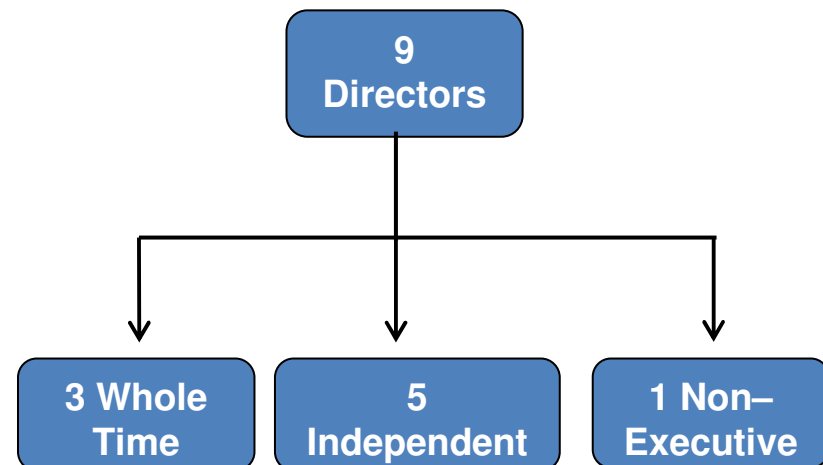 9
Directors
3 Whole
Time
5
Independent
1 Non–
Executive